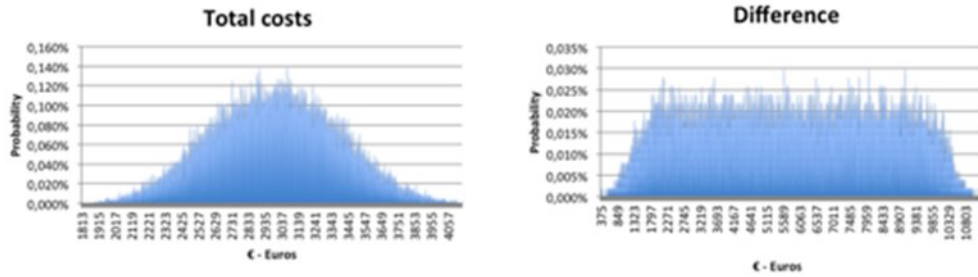 Total costs
0,160%
0,140%
0,120%
0,100%
0,080%
0,060%
0,040%
0,020%
0,000%
Probability
1813 1915 2017 2119 2221 2323 2425 2527 2629 2731 2833 2935 3037 3139 3241 3343 3445 3547 3649 3751 3853 3955 4057
€ - Euros
Difference
0,035%
0,030%
0,025%
0,020%
0,015%
0,010%
0,005%
0,000%
Probability
375 849 1323 1797 2271 2745 3219 3693 4167 4641 5115 5589 6063 6537 7011 7485 7959 8433 8907 9381 9855 10329 10803
€ - Euros